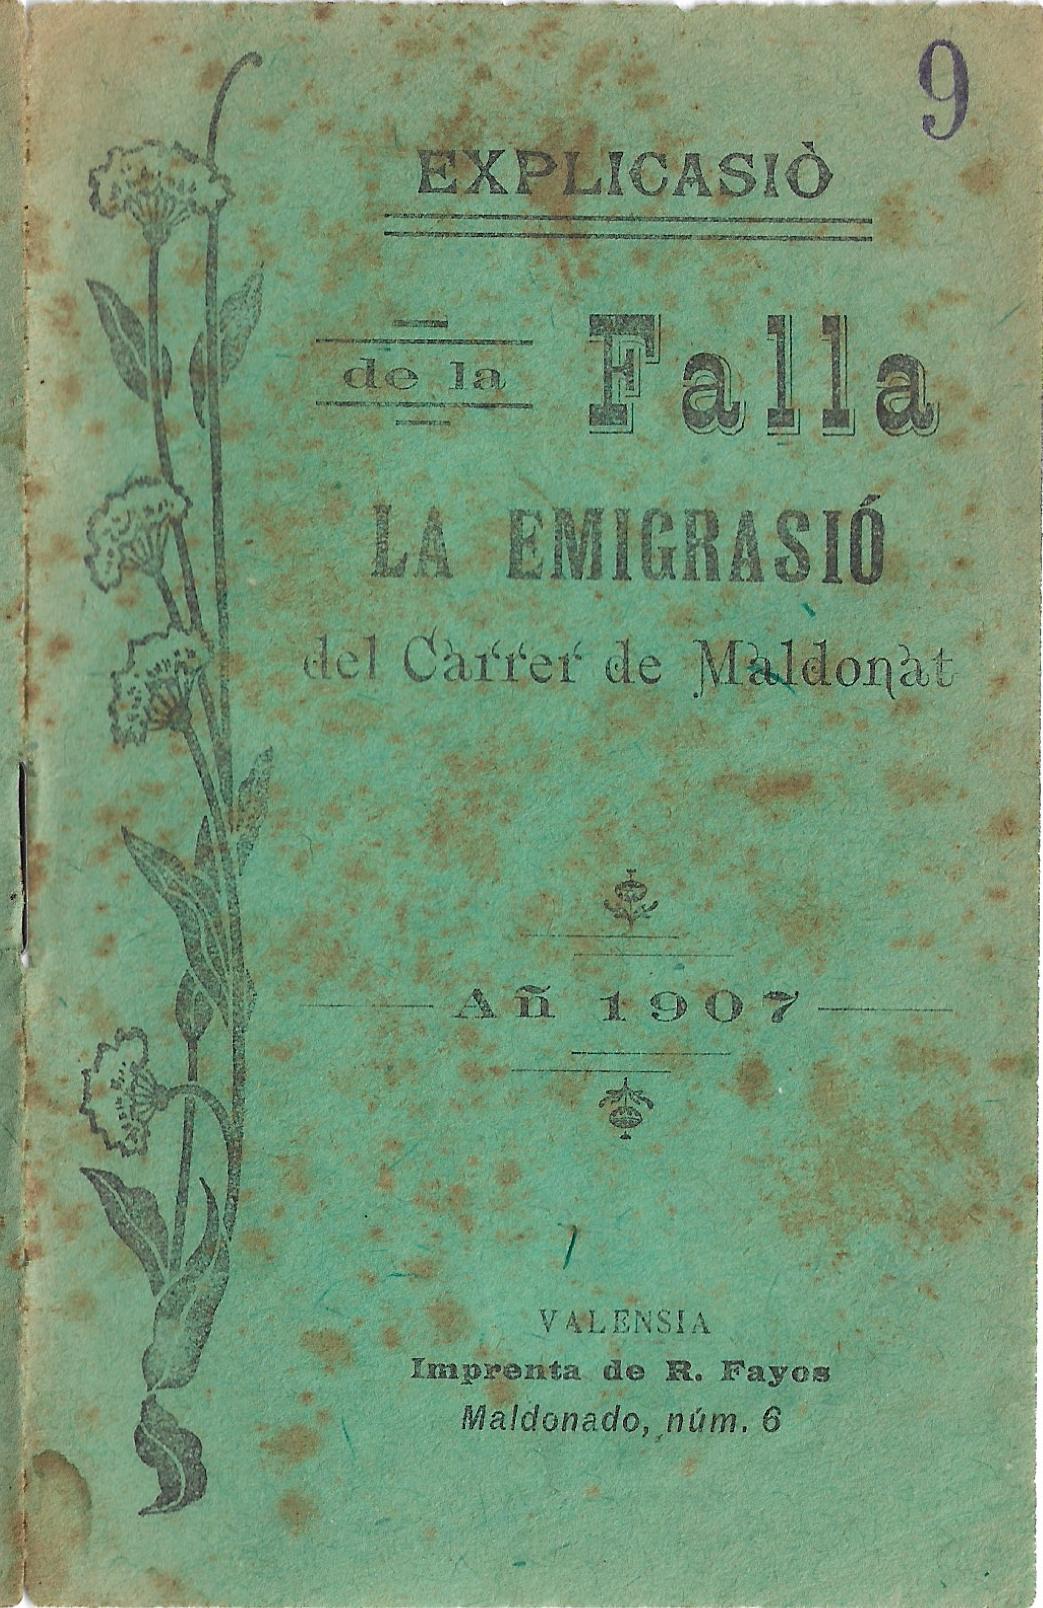 9
EXPLICASIÒ
de la Falla
LA EMIGRASIÓ
del Carrer de Maldonat
Añ 1907
VALENSIA
Imprenta de R. Fayos
Maldonado, núm. 6